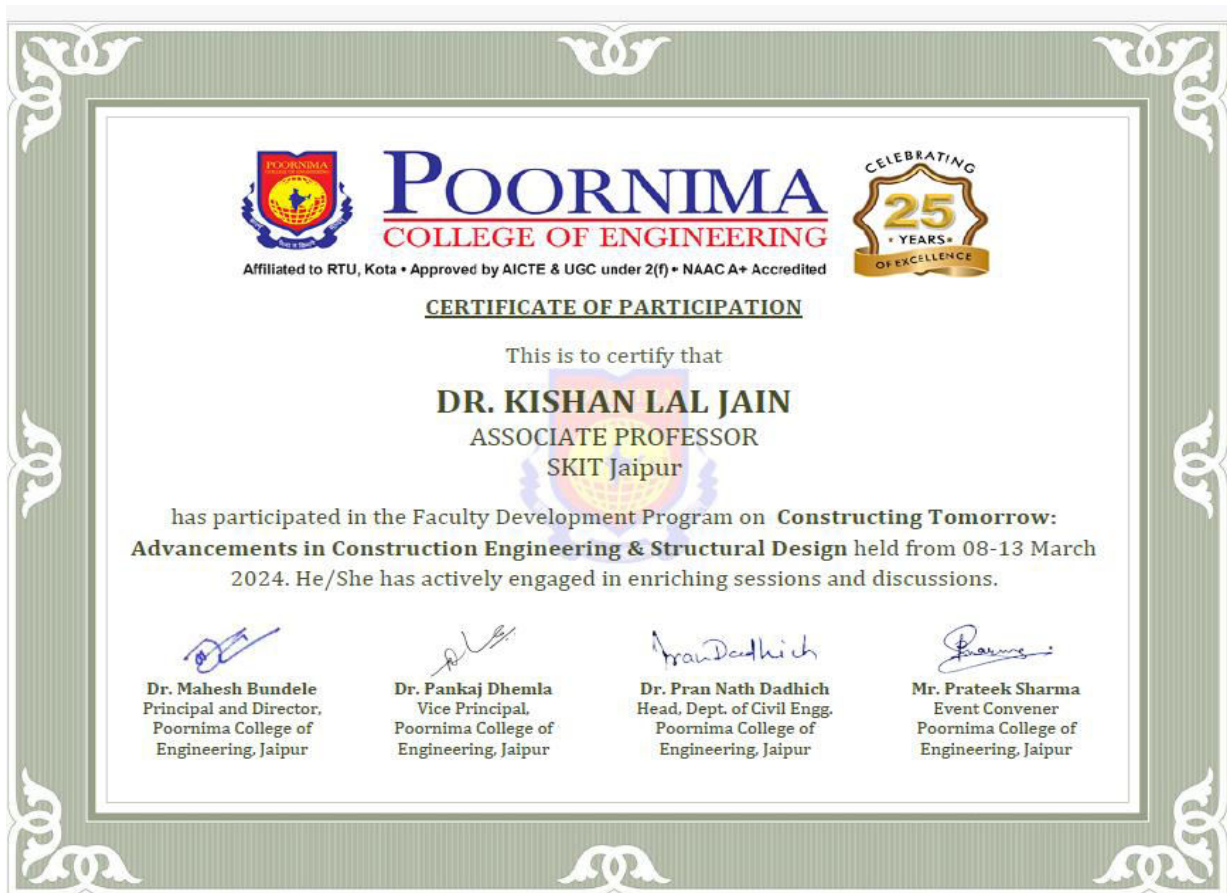 POORNIMA
COLLEGE OF ENGINEERING
POORNIMA
COLLEGE OF ENGINEERING
CELEBRATING
25
YEARS
OF EXCELLENCE
Affiliated to RTU, Kota • Approved by AICTE & UGC under 2(f) • NAAC A+ Accredited
CERTIFICATE OF PARTICIPATION
This is to certify that
DR. KISHAN LAL JAIN
ASSOCIATE PROFESSOR
SKIT Jaipur
has participated in the Faculty Development Program on Constructing Tomorrow:
Advancements in Construction Engineering & Structural Design held from 08-13 March
2024. He/She has actively engaged in enriching sessions and discussions.
PranDadhich
Dr. Mahesh Bundele
Principal and Director,
Poornima College of
Engineering, Jaipur
Dr. Pankaj Dhemla
Vice Principal,
Poornima College of
Engineering, Jaipur
Dr. Pran Nath Dadhich
Head, Dept. of Civil Engg.
Poornima College of
Engineering, Jaipur
Mr. Prateek Sharma
Event Convener
Poornima College of
Engineering, Jaipur